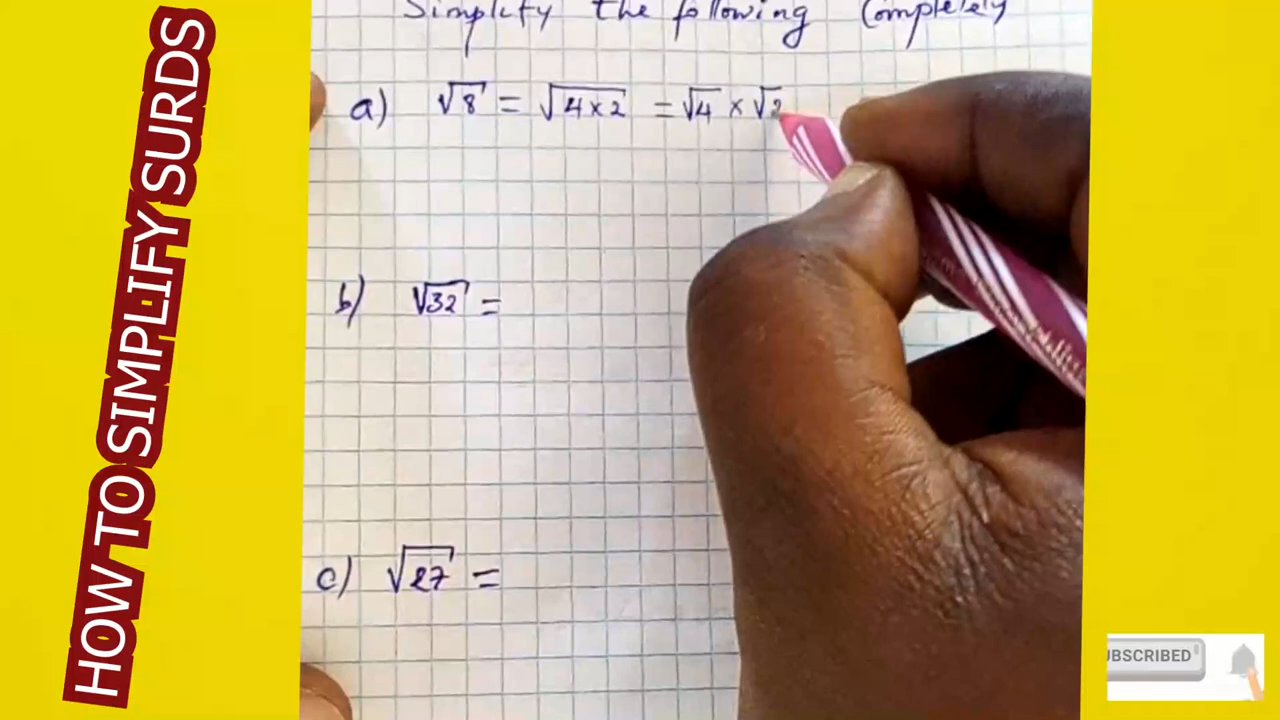 HOW TO SIMPLIFY SURDS
Simplify the following Completely
a) √8 = √4×2 = √4 × √2
b) √32 =
c) √27 =
UBSCRIBED